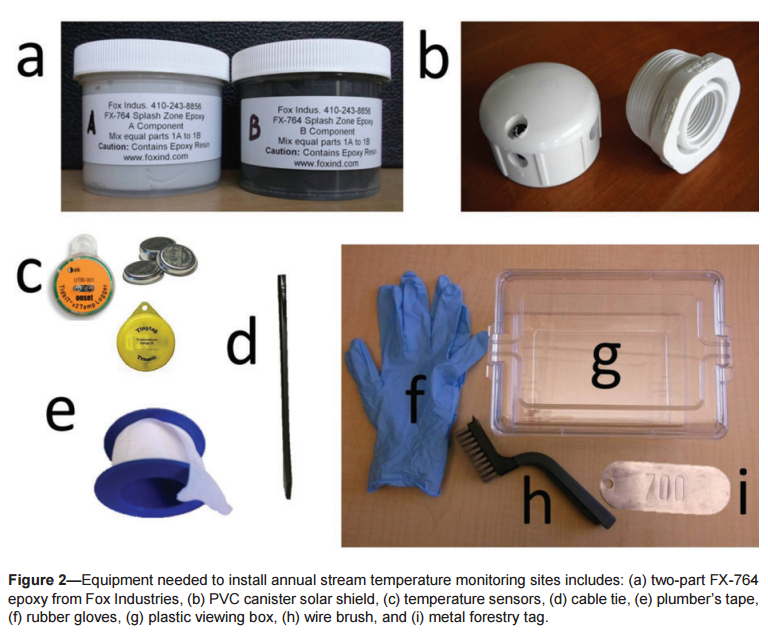 a
b
A
Fox Indus. 410-243-8856
FX-764 Splash Zone Epoxy
A Component
Mix equal parts 1A to 1B
Caution: Contains Epoxy Resin
www.foxind.com
B
Fox Indus. 410-243-8856
FX-764 Splash Zone Epoxy
B Component
Mix equal parts 1A to 1B
Caution: Contains Epoxy Resin
www.foxind.com
c
onset
Tinytag
d
e
f
g
h
i
700
Figure 2—Equipment needed to install annual stream temperature monitoring sites includes: (a) two-part FX-764
epoxy from Fox Industries, (b) PVC canister solar shield, (c) temperature sensors, (d) cable tie, (e) plumber's tape,
(f) rubber gloves, (g) plastic viewing box, (h) wire brush, and (i) metal forestry tag.